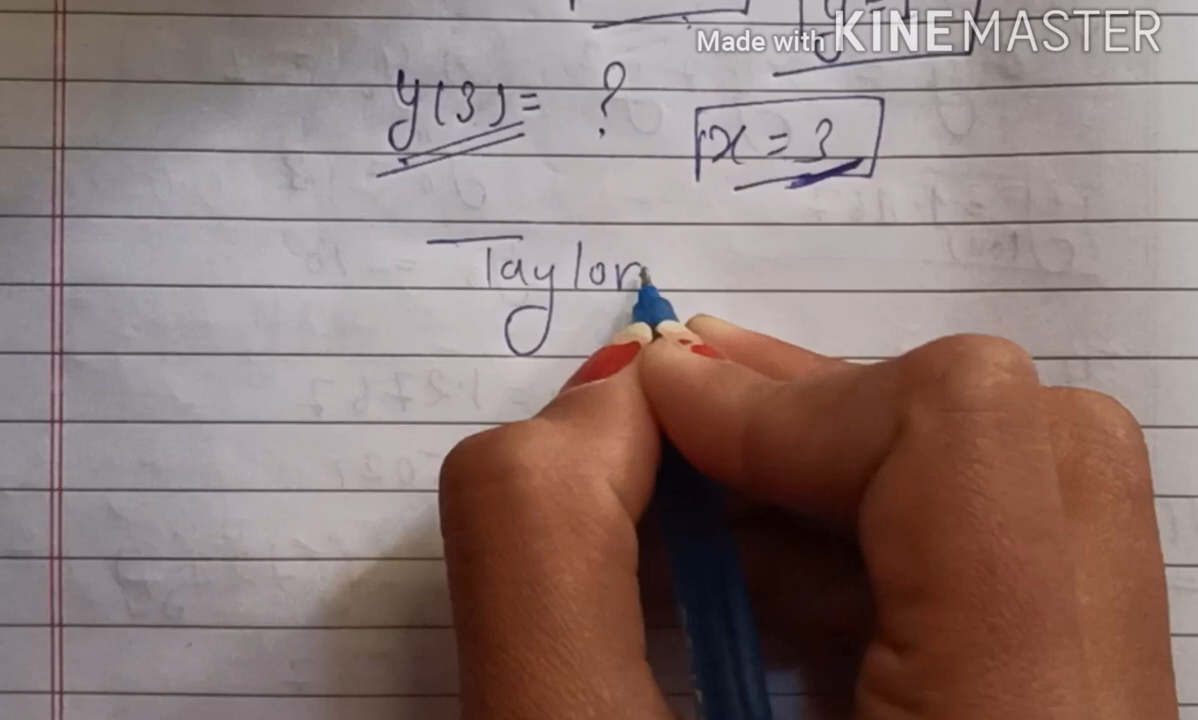 Made with KINEMASTER
y(3) = ?
x = 3
Taylor